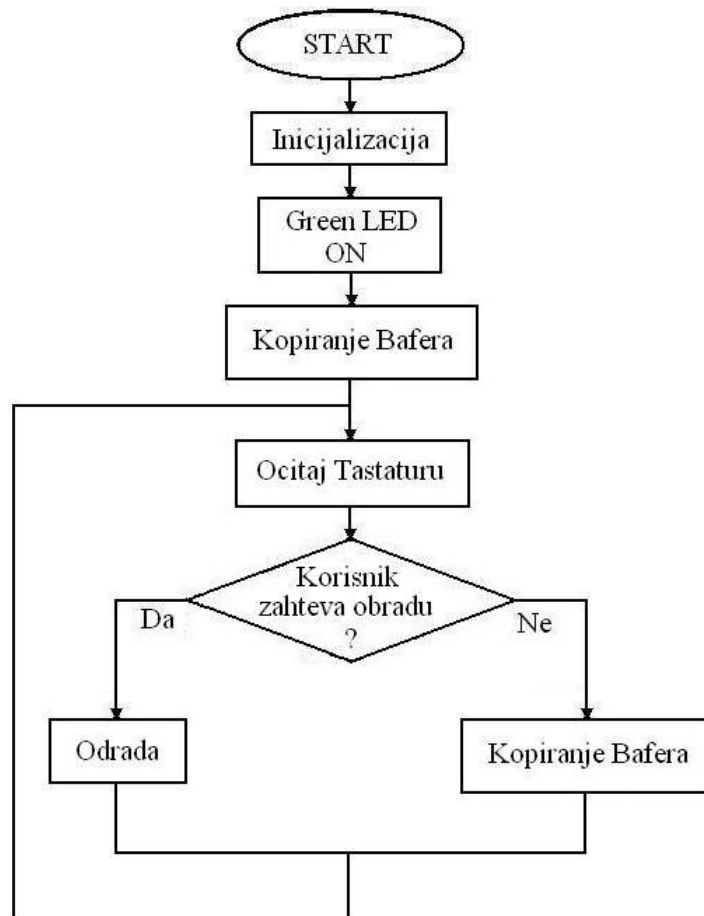 START
Inicijalizacija
Green LED
ON
Kopiranje Bafera
Ocitaj Tastaturu
Korisnik
zahteva obradu
?
Da
Ne
Odrada
Kopiranje Bafera